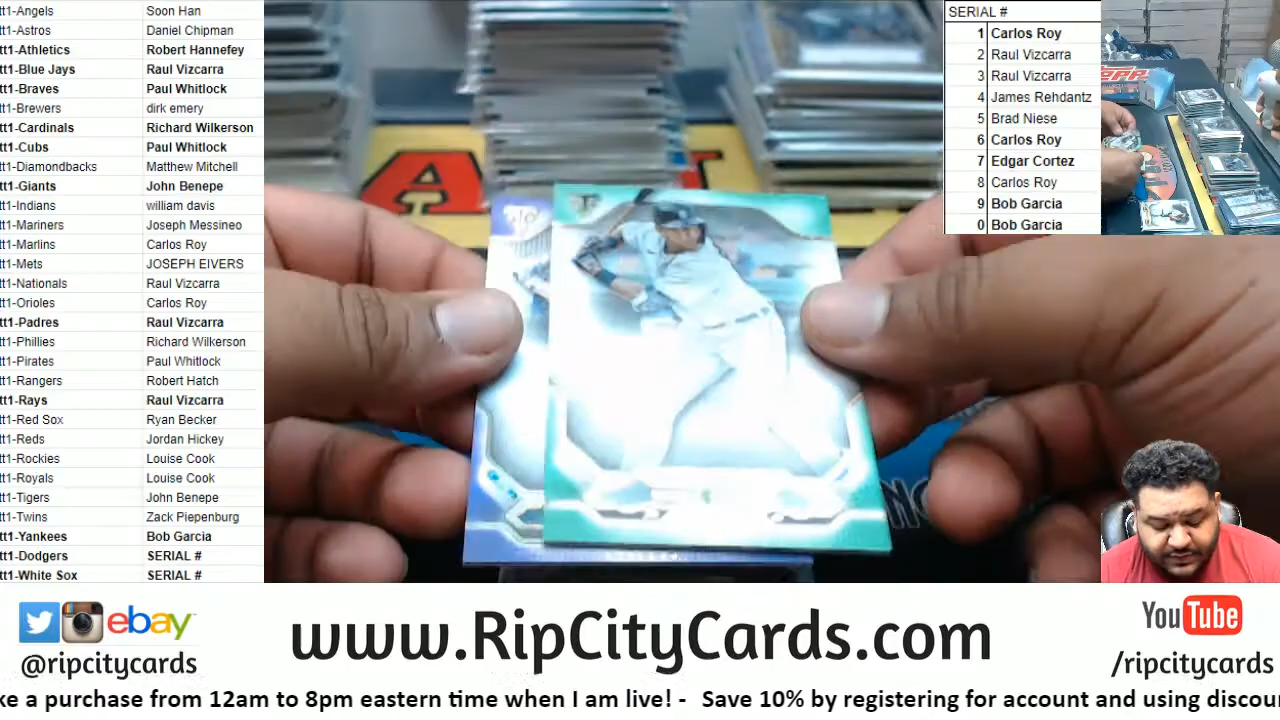 tt1-Angels Soon Han
tt1-Astros Daniel Chipman
tt1-Athletics Robert Hannefey
tt1-Blue Jays Raul Vizcarra
tt1-Braves Paul Whitlock
tt1-Brewers dirk emery
tt1-Cardinals Richard Wilkerson
tt1-Cubs Paul Whitlock
tt1-Diamondbacks Matthew Mitchell
tt1-Giants John Benepe
tt1-Indians william davis
tt1-Mariners Joseph Messineo
tt1-Marlins Carlos Roy
tt1-Mets JOSEPH EIVERS
tt1-Nationals Raul Vizcarra
tt1-Orioles Carlos Roy
tt1-Padres Raul Vizcarra
tt1-Phillies Richard Wilkerson
tt1-Pirates Paul Whitlock
tt1-Rangers Robert Hatch
tt1-Rays Raul Vizcarra
tt1-Red Sox Ryan Becker
tt1-Reds Jordan Hickey
tt1-Rockies Louise Cook
tt1-Royals Louise Cook
tt1-Tigers John Benepe
tt1-Twins Zack Piepenburg
tt1-Yankees Bob Garcia
tt1-Dodgers SERIAL #
tt1-White Sox SERIAL #
SERIAL #
1 Carlos Roy
2 Raul Vizcarra
3 Raul Vizcarra
4 James Rehdantz
5 Brad Niese
6 Carlos Roy
7 Edgar Cortez
8 Carlos Roy
9 Bob Garcia
0 Bob Garcia
ebay
@ripcitycards
www.RipCityCards.com
YouTube
/ripcitycards
ke a purchase from 12am to 8pm eastern time when I am live! - Save 10% by registering for account and using discou